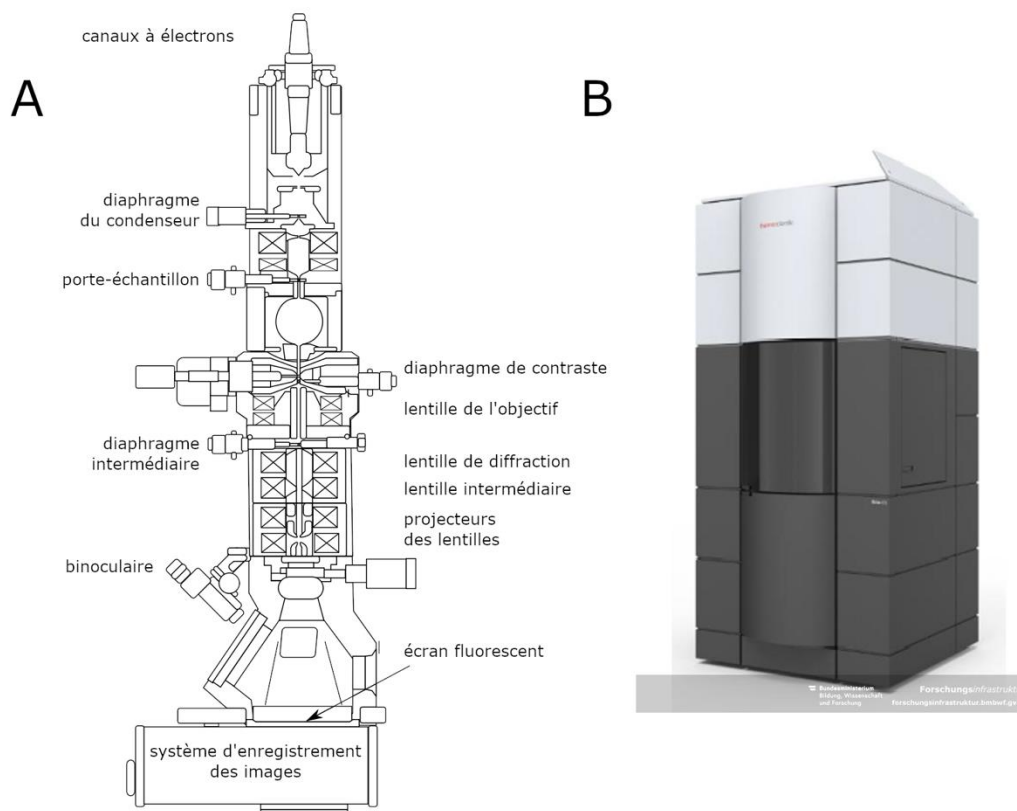 canaux à électrons
A
B
diaphragme
du condenseur
porte-échantillon
diaphragme de contraste
lentille de l'objectif
diaphragme
intermédiaire
lentille de diffraction
lentille intermédiaire
projecteurs
des lentilles
binoculaire
écran fluorescent
système d'enregistrement
des images
Bundesministerium
Bildung, Wissenschaft
und Forschung
Forschungsinfrastrukt
forschungsinfrastruktur.bmbwf.gv